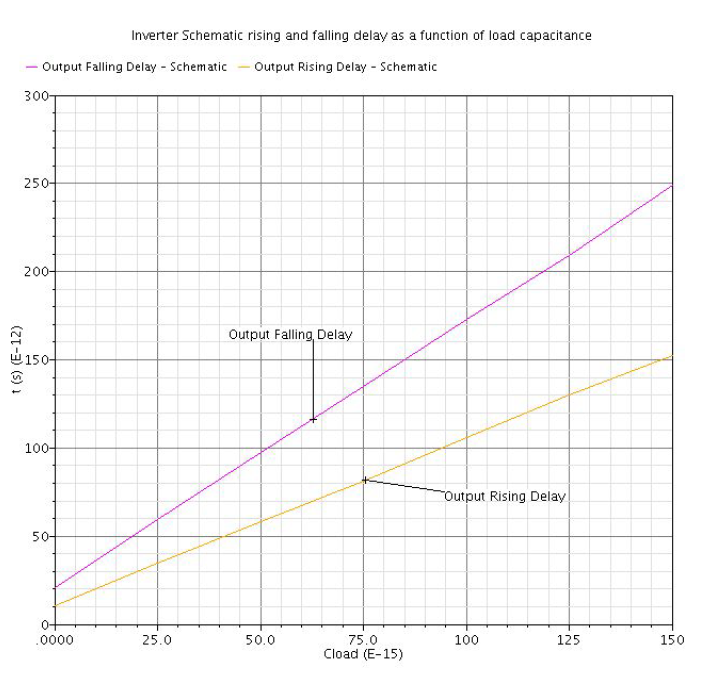 Inverter Schematic rising and falling delay as a function of load capacitance
Output Falling Delay - Schematic Output Rising Delay - Schematic
300
250
200
150
100
50
0
t (s) (E-12)
Output Falling Delay
Output Rising Delay
.0000 25.0 50.0 75.0 100 125 150
Cload (E-15)